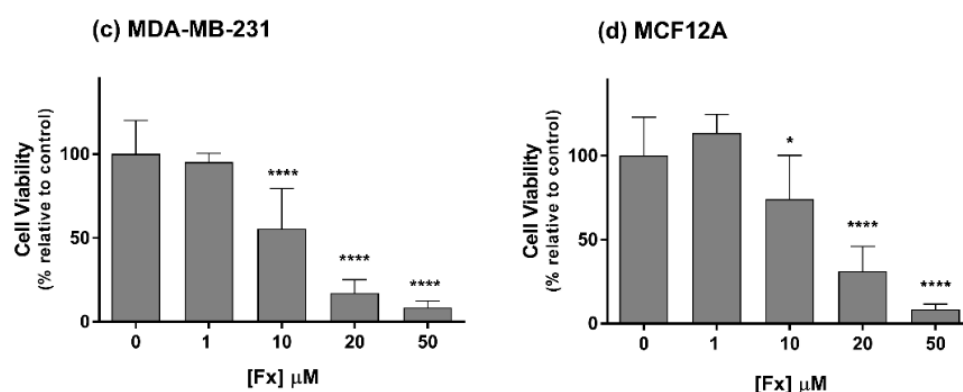 (c) MDA-MB-231
Cell Viability
(% relative to control)
100
50
0
****
****
****
0 1 10 20 50
[Fx] μM
(d) MCF12A
Cell Viability
(% relative to control)
100
50
0
*
****
****
0 1 10 20 50
[Fx] μM